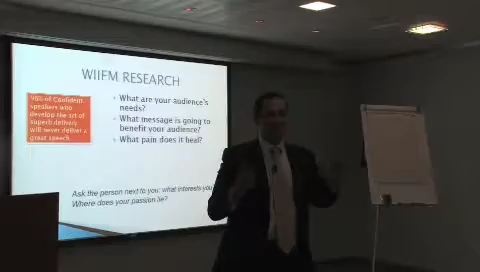 WIIFM RESEARCH
of Confident
speakers who
develop the art of
superb delivery
will never deliver a
great speech.
• What are your audience's
needs?
• What message is going to
benefit your audience?
• What pain does it heal?
Ask the person next to you: what interests you
Where does your passion lie?